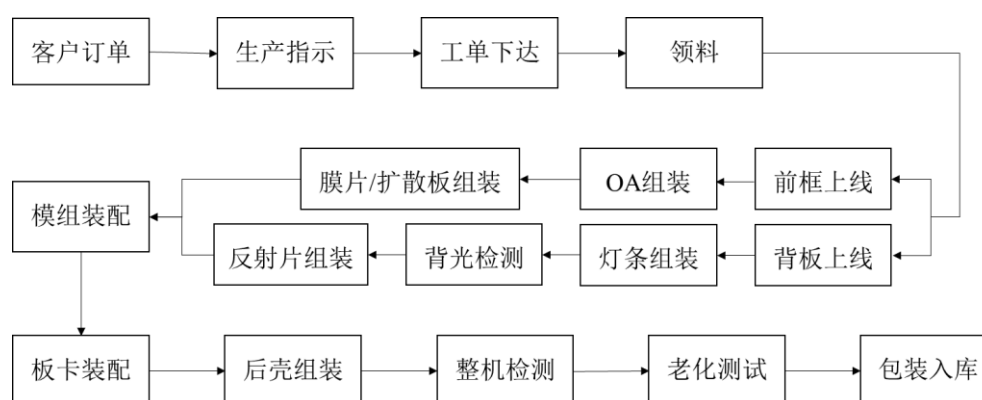 客户订单
生产指示
工单下达
领料
膜片/扩散板组装
OA组装
前框上线
模组装配
反射片组装
背光检测
灯条组装
背板上线
板卡装配
后壳组装
整机检测
老化测试
包装入库